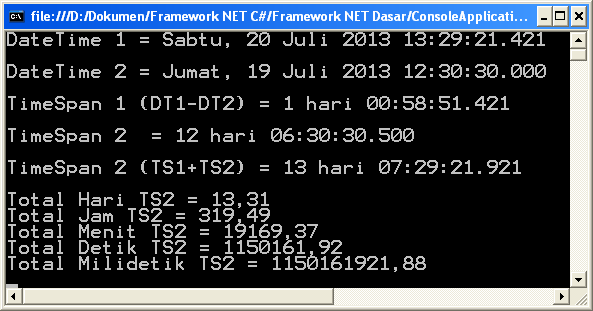 file:///D:/Dokumen/Framework NET C#/Framework NET Dasar/ConsoleApplicati...
DateTime 1 = Sabtu, 20 Juli 2013 13:29:21.421
DateTime 2 = Jumat, 19 Juli 2013 12:30:30.000
TimeSpan 1 (DT1-DT2) = 1 hari 00:58:51.421
TimeSpan 2  = 12 hari 06:30:30.500
TimeSpan 2 (TS1+TS2) = 13 hari 07:29:21.921
Total Hari TS2 = 13,31
Total Jam TS2 = 319,49
Total Menit TS2 = 19169,37
Total Detik TS2 = 1150161,92
Total Milidetik TS2 = 1150161921,88